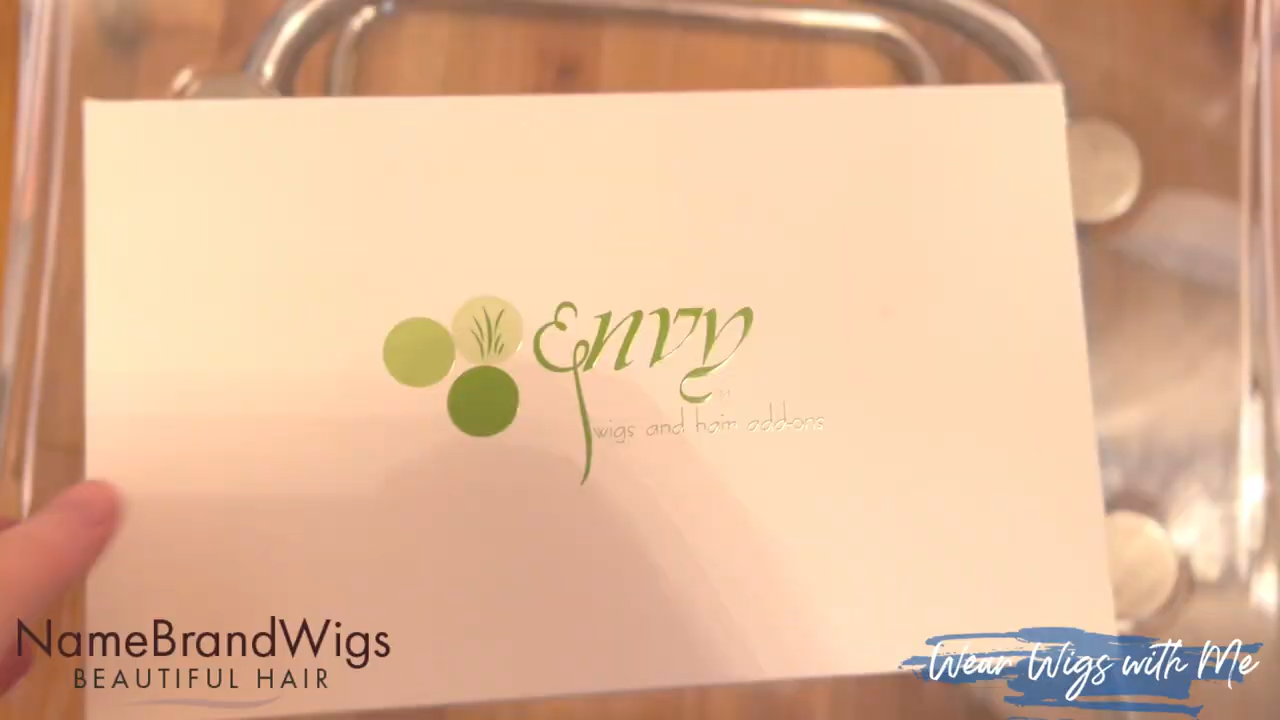 Envy
wigs and hair add-ons
NameBrandWigs
BEAUTIFUL HAIR
Wear Wigs with Me